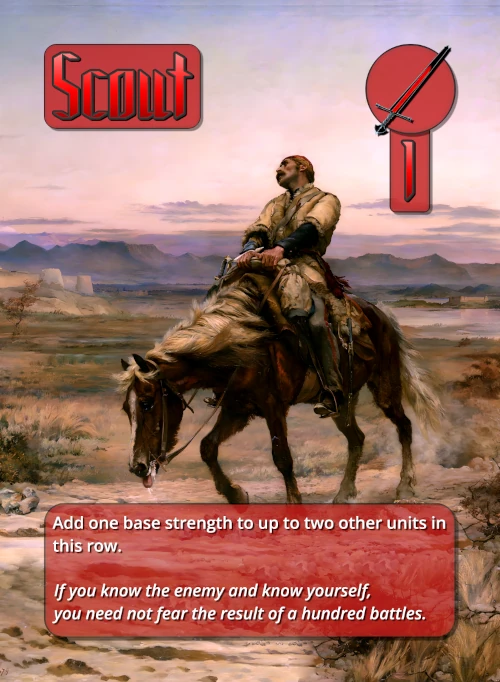 Scout
1
Add one base strength to up to two other units in
this row.
If you know the enemy and know yourself,
you need not fear the result of a hundred battles.